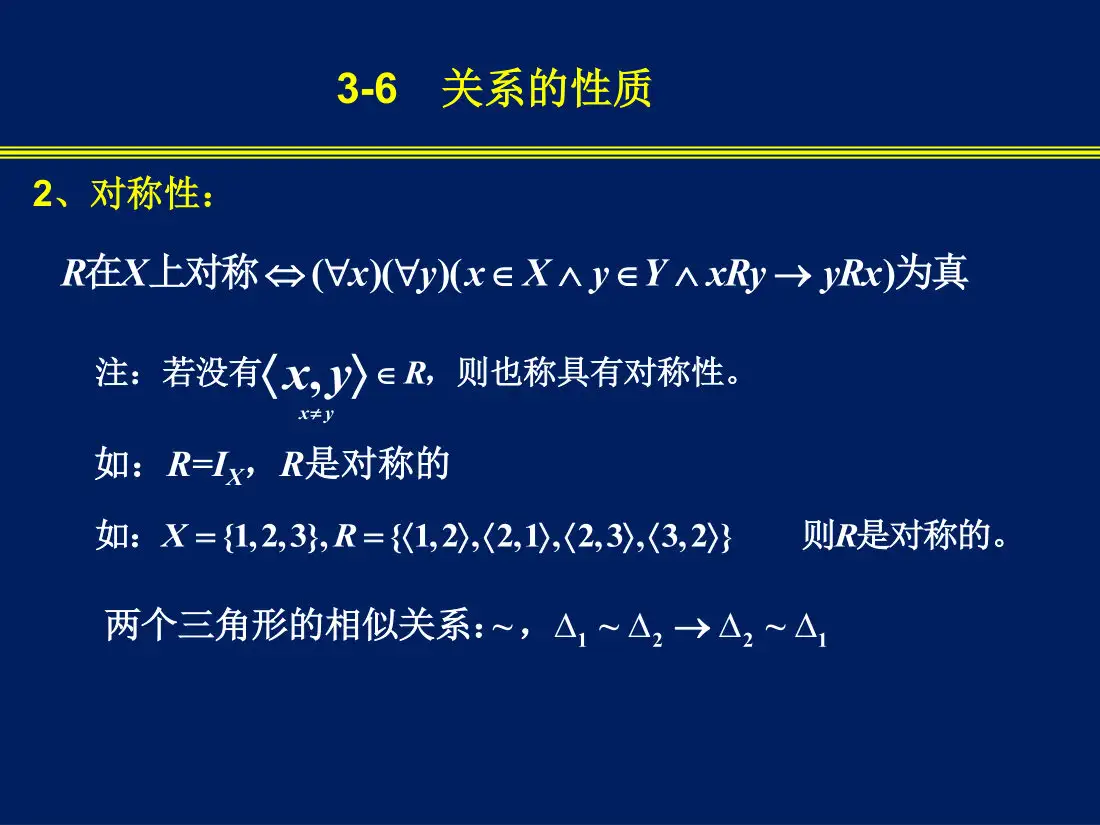 3-6 关系的性质
2、对称性：
R在X上对称⇔(∀x)(∀y)(x∈X∧y∈Y∧xRy→yRx)为真
注：若没有⟨x,y⟩∈R，则也称具有对称性。
x≠y
如：R=I_X，R是对称的
如：X={1,2,3},R={⟨1,2⟩,⟨2,1⟩,⟨2,3⟩,⟨3,2⟩} 则R是对称的。
两个三角形的相似关系：~，Δ₁~Δ₂→Δ₂~Δ₁